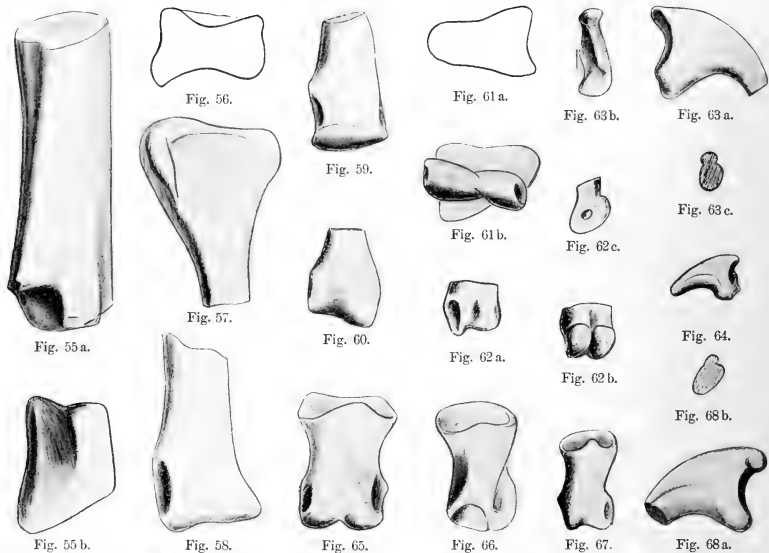 Fig. 56.
Fig. 61 a.
Fig. 63 b.
Fig. 63 a.
Fig. 59.
Fig. 63 c.
Fig. 61 b.
Fig. 62 c.
Fig. 57.
Fig. 60.
Fig. 64.
Fig. 55 a.
Fig. 62 a.
Fig. 62 b.
Fig. 68 b.
Fig. 55 b.
Fig. 58.
Fig. 65.
Fig. 66.
Fig. 67.
Fig. 68 a.